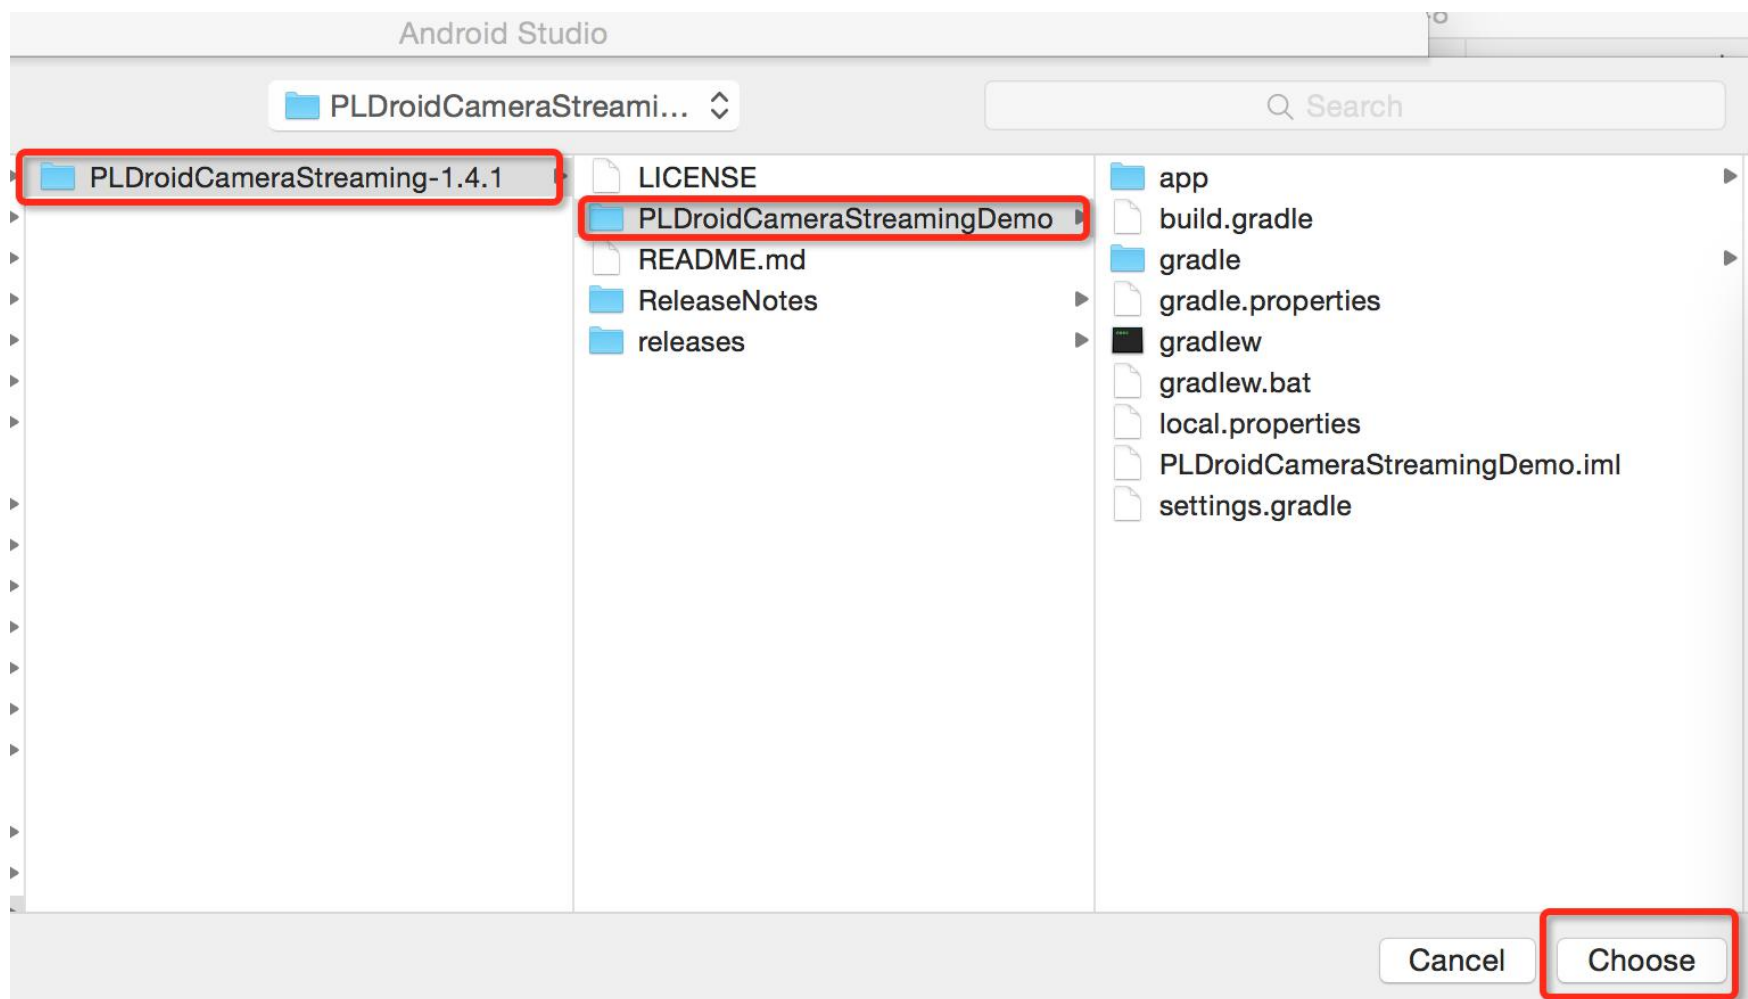 Android Studio
PLDroidCameraStreami...
Search
PLDroidCameraStreaming-1.4.1
LICENSE
PLDroidCameraStreamingDemo
README.md
ReleaseNotes
releases
app
build.gradle
gradle
gradle.properties
gradlew
gradlew.bat
local.properties
PLDroidCameraStreamingDemo.iml
settings.gradle
Cancel
Choose